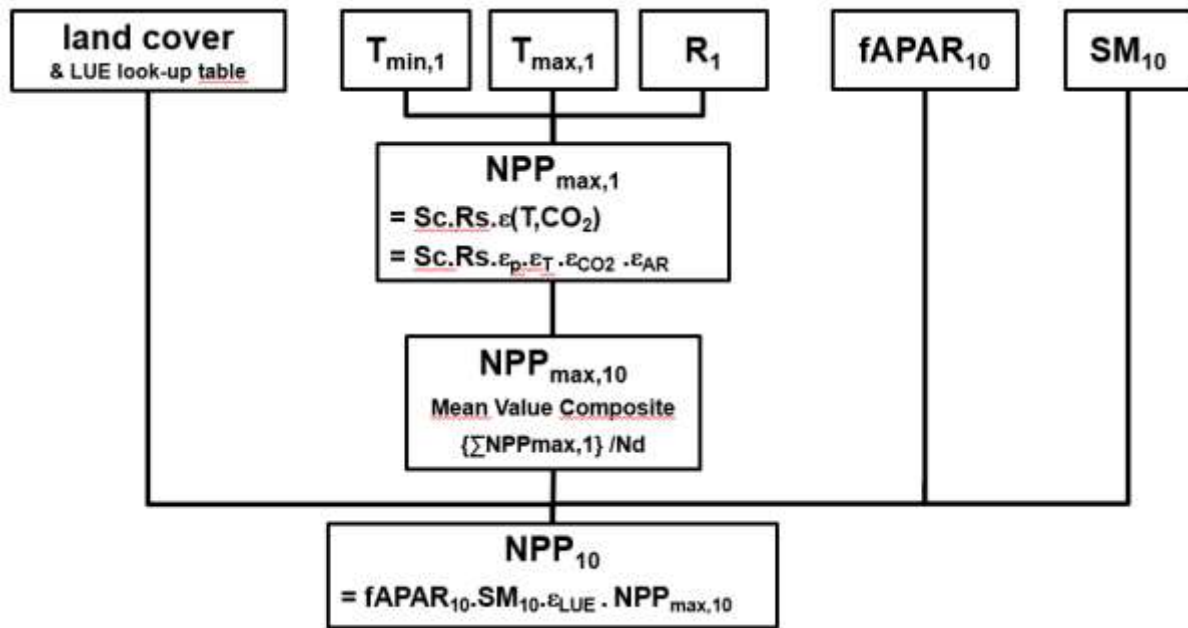 land cover
& LUE look-up table
Tmin,1
Tmax,1
R1
fAPAR10
SM10
NPPmax,1
= Sc.Rs.ε(T,CO2)
= Sc.Rs.εp.εT.εCO2 .εAR
NPPmax,10
Mean Value Composite
{∑NPPmax,1} /Nd
NPP10
= fAPAR10.SM10.εLUE . NPPmax,10